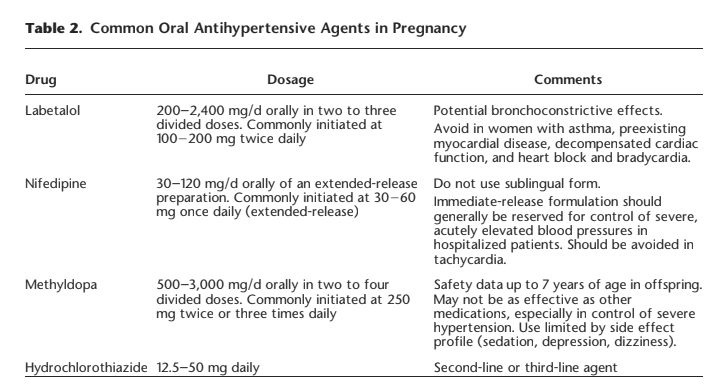 Table 2. Common Oral Antihypertensive Agents in Pregnancy
Drug Dosage Comments
Labetalol 200–2,400 mg/d orally in two to three Potential bronchoconstrictive effects.
divided doses. Commonly initiated at Avoid in women with asthma, preexisting
100–200 mg twice daily myocardial disease, decompensated cardiac
function, and heart block and bradycardia.
Nifedipine 30–120 mg/d orally of an extended-release Do not use sublingual form.
preparation. Commonly initiated at 30–60 Immediate-release formulation should
mg once daily (extended-release) generally be reserved for control of severe,
acutely elevated blood pressures in
hospitalized patients. Should be avoided in
tachycardia.
Methyldopa 500–3,000 mg/d orally in two to four Safety data up to 7 years of age in offspring.
divided doses. Commonly initiated at 250 May not be as effective as other
mg twice or three times daily medications, especially in control of severe
hypertension. Use limited by side effect
profile (sedation, depression, dizziness).
Hydrochlorothiazide 12.5–50 mg daily Second-line or third-line agent